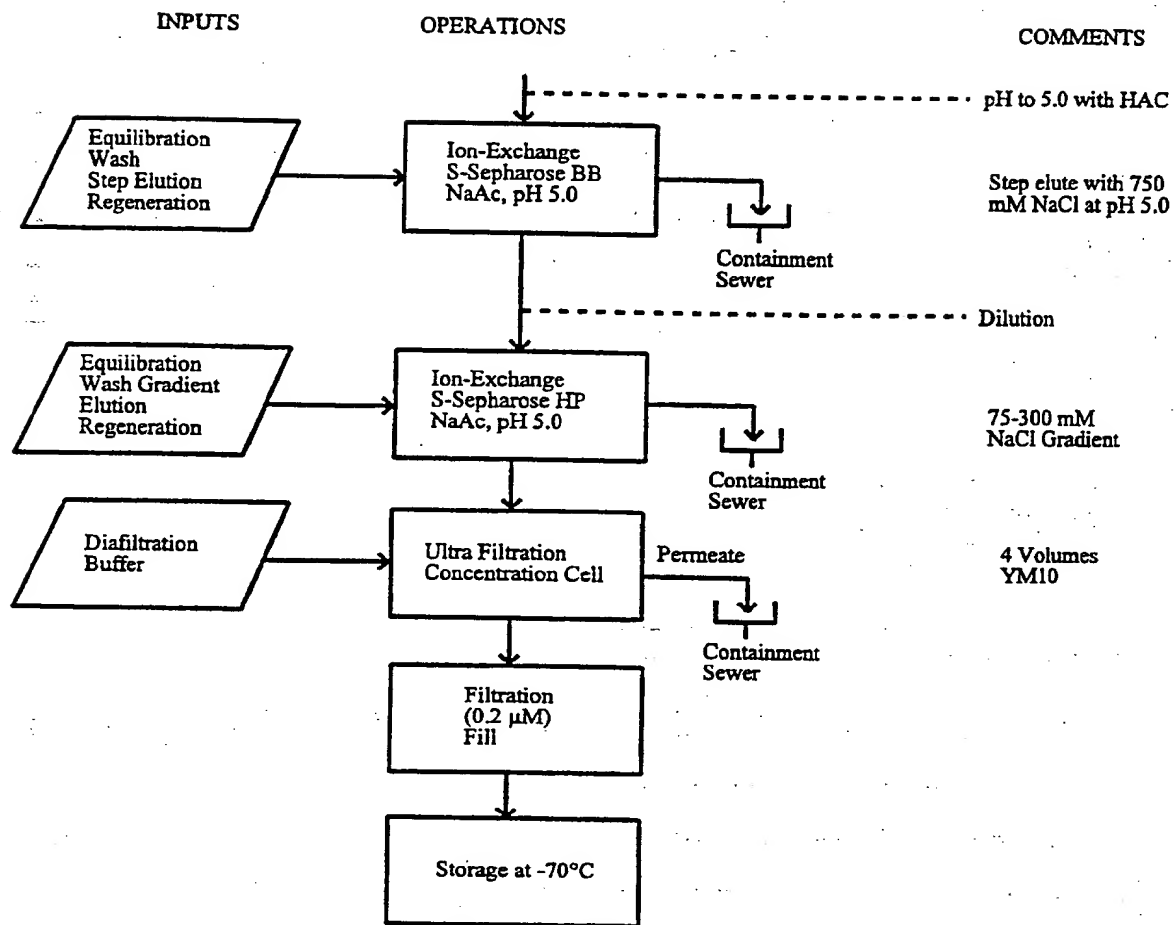 INPUTS
OPERATIONS
COMMENTS
pH to 5.0 with HAC
Equilibration
Wash
Step Elution
Regeneration
Ion-Exchange
S-Sepharose BB
NaAc, pH 5.0
Step elute with 750
mM NaCl at pH 5.0
Containment
Sewer
Dilution
Equilibration
Wash Gradient
Elution
Regeneration
Ion-Exchange
S-Sepharose HP
NaAc, pH 5.0
75-300 mM
NaCl Gradient
Containment
Sewer
Diafiltration
Buffer
Ultra Filtration
Concentration Cell
Permeate
4 Volumes
YM10
Containment
Sewer
Filtration
(0.2 μM)
Fill
Storage at -70°C